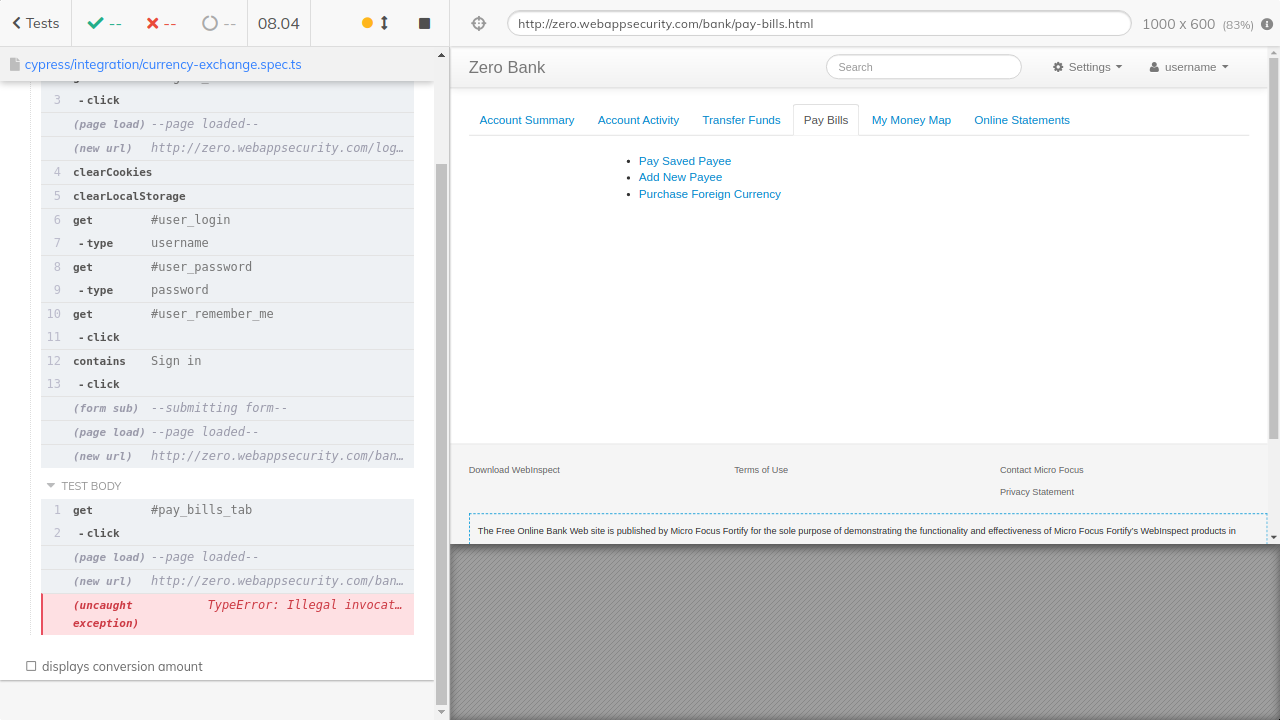 Tests
--
--
--
08.04
http://zero.webappsecurity.com/bank/pay-bills.html
1000 x 600 (83%)
cypress/integration/currency-exchange.spec.ts
3 - click
(page load) --page loaded--
(new url) http://zero.webappsecurity.com/log…
4 clearCookies
5 clearLocalStorage
6 get #user_login
7 - type username
8 get #user_password
9 - type password
10 get #user_remember_me
11 - click
12 contains Sign in
13 - click
(form sub) --submitting form--
(page load) --page loaded--
(new url) http://zero.webappsecurity.com/ban…
TEST BODY
1 get #pay_bills_tab
2 - click
(page load) --page loaded--
(new url) http://zero.webappsecurity.com/ban…
(uncaught exception) TypeError: Illegal invocat…
displays conversion amount
Zero Bank
Search
Settings
username
Account Summary
Account Activity
Transfer Funds
Pay Bills
My Money Map
Online Statements
• Pay Saved Payee
• Add New Payee
• Purchase Foreign Currency
Download WebInspect
Terms of Use
Contact Micro Focus
Privacy Statement
The Free Online Bank Web site is published by Micro Focus Fortify for the sole purpose of demonstrating the functionality and effectiveness of Micro Focus Fortify's WebInspect products in